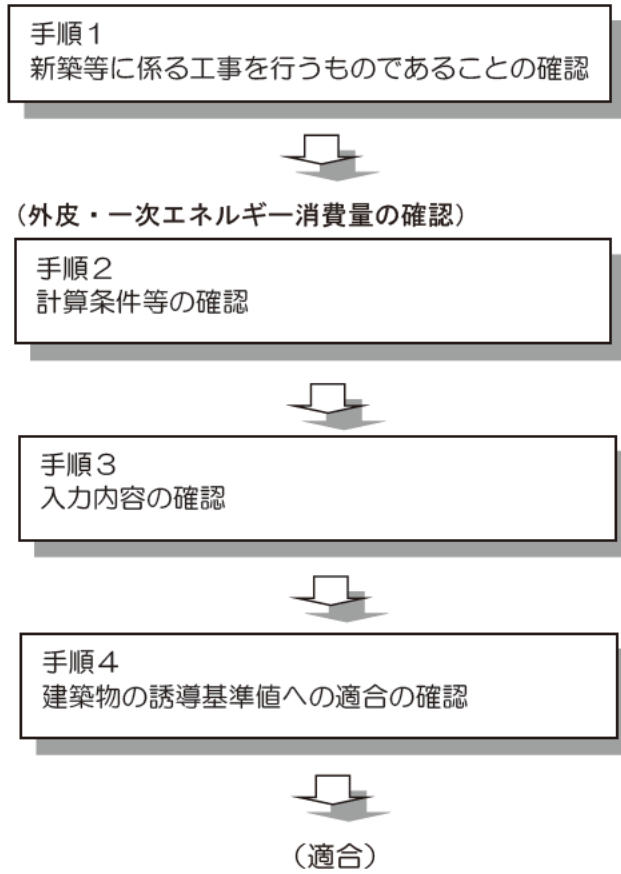 手順１
新築等に係る工事を行うものであることの確認
（外皮・一次エネルギー消費量の確認）
手順２
計算条件等の確認
手順３
入力内容の確認
手順４
建築物の誘導基準値への適合の確認
（適合）